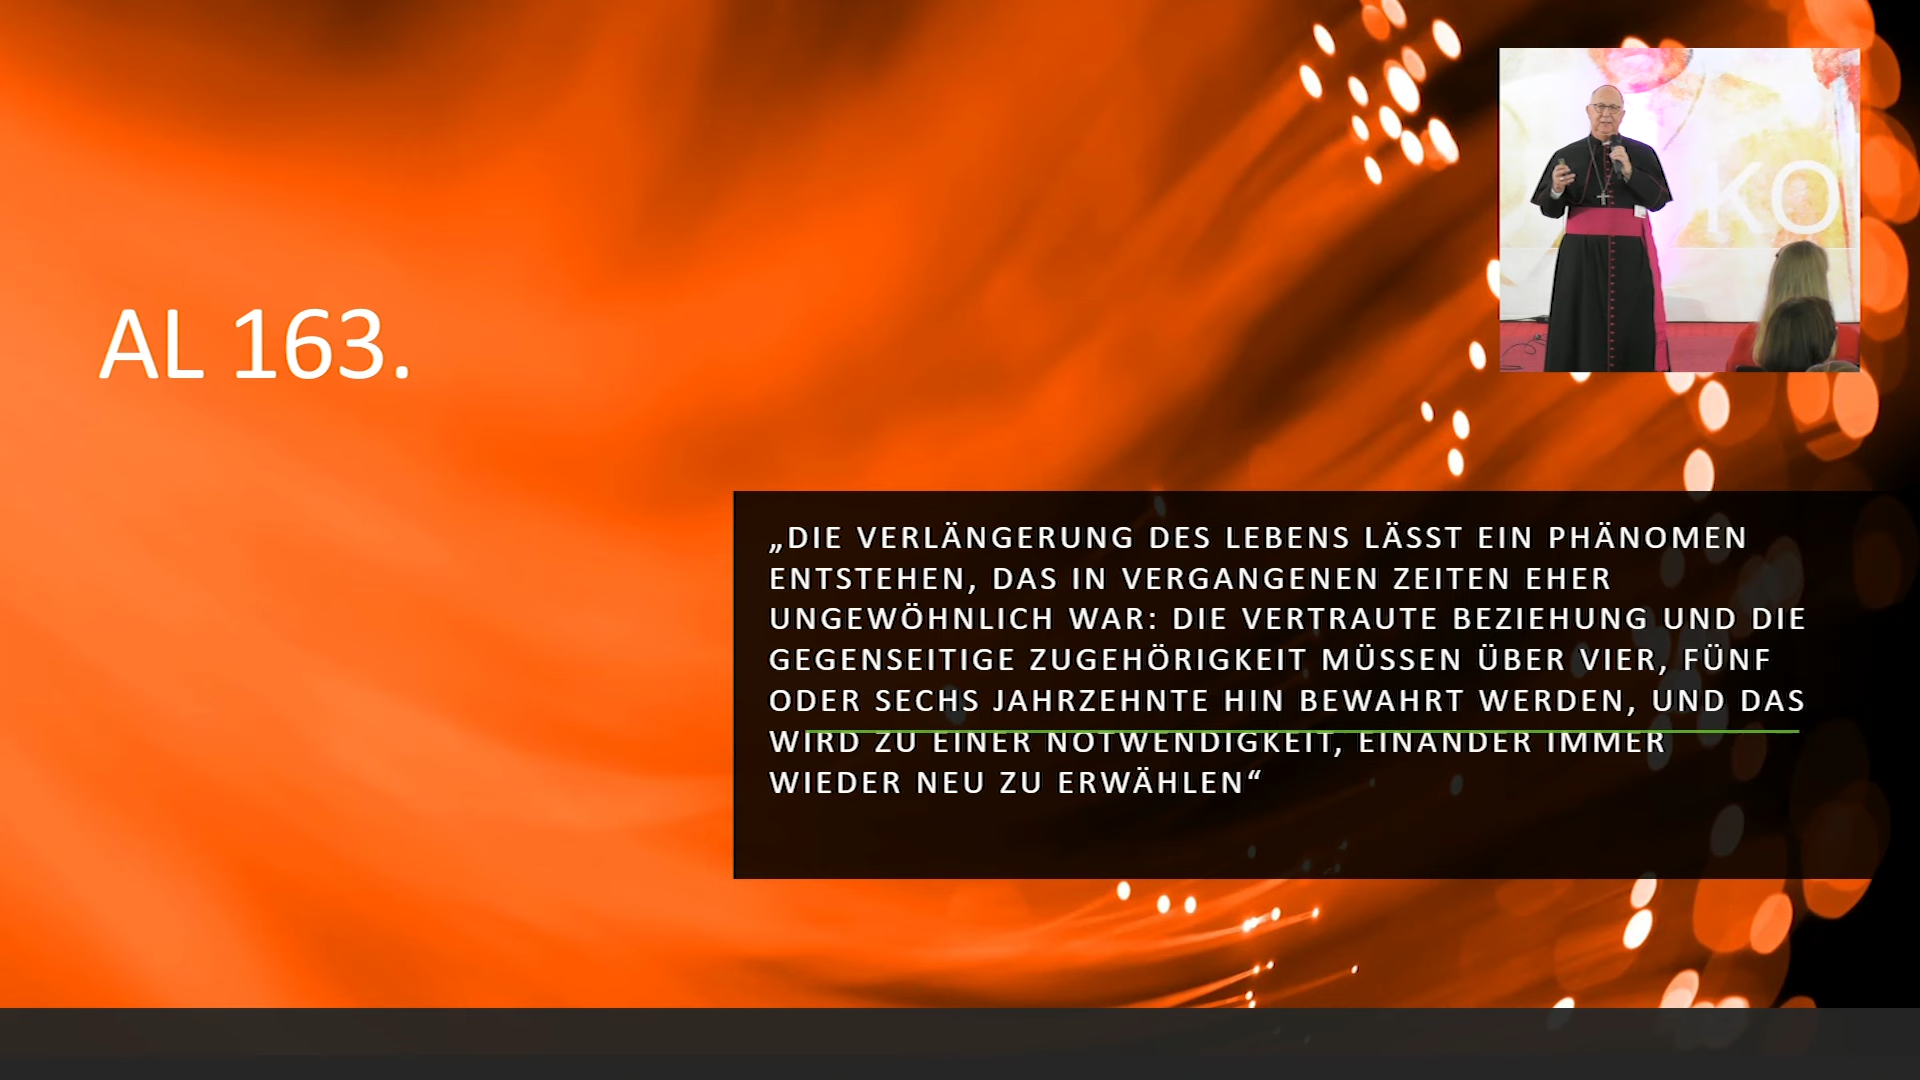 KO
AL 163.
„DIE VERLÄNGERUNG DES LEBENS LÄSST EIN PHÄNOMEN
ENTSTEHEN, DAS IN VERGANGENEN ZEITEN EHER
UNGEWÖHNLICH WAR: DIE VERTRAUTE BEZIEHUNG UND DIE
GEGENSEITIGE ZUGEHÖRIGKEIT MÜSSEN ÜBER VIER, FÜNF
ODER SECHS JAHRZEHNTE HIN BEWAHRT WERDEN, UND DAS
WIRD ZU EINER NOTWENDIGKEIT, EINANDER IMMER
WIEDER NEU ZU ERWÄHLEN“